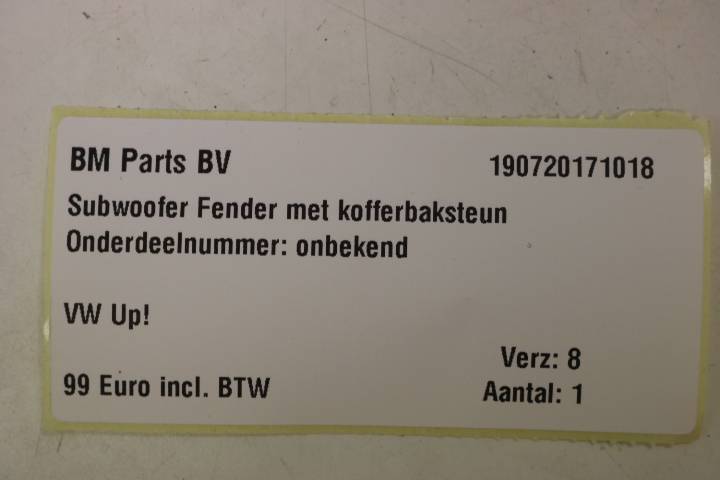 BM Parts BV 190720171018
Subwoofer Fender met kofferbaksteun
Onderdeelnummer: onbekend
VW Up!
Verz: 8
99 Euro incl. BTW Aantal: 1